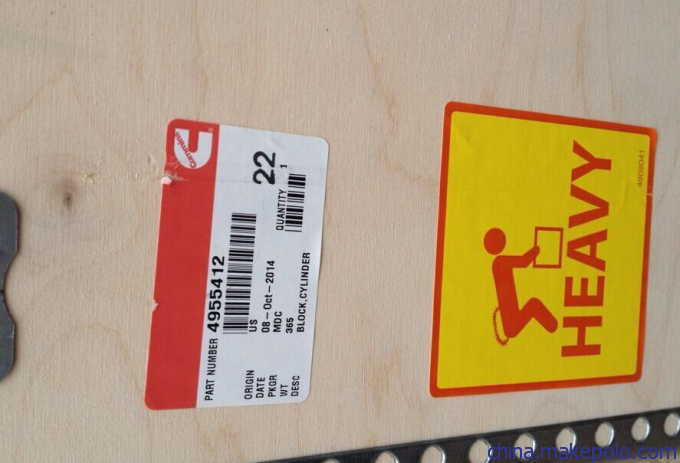 Cummins
PART NUMBER 4955412
22
ORIGIN US
DATE 08-Oct-2014
PKGR MDC
WT 365
DESC BLOCK,CYLINDER
QUANTITY 1
HEAVY
4908041
china.makepolo.com